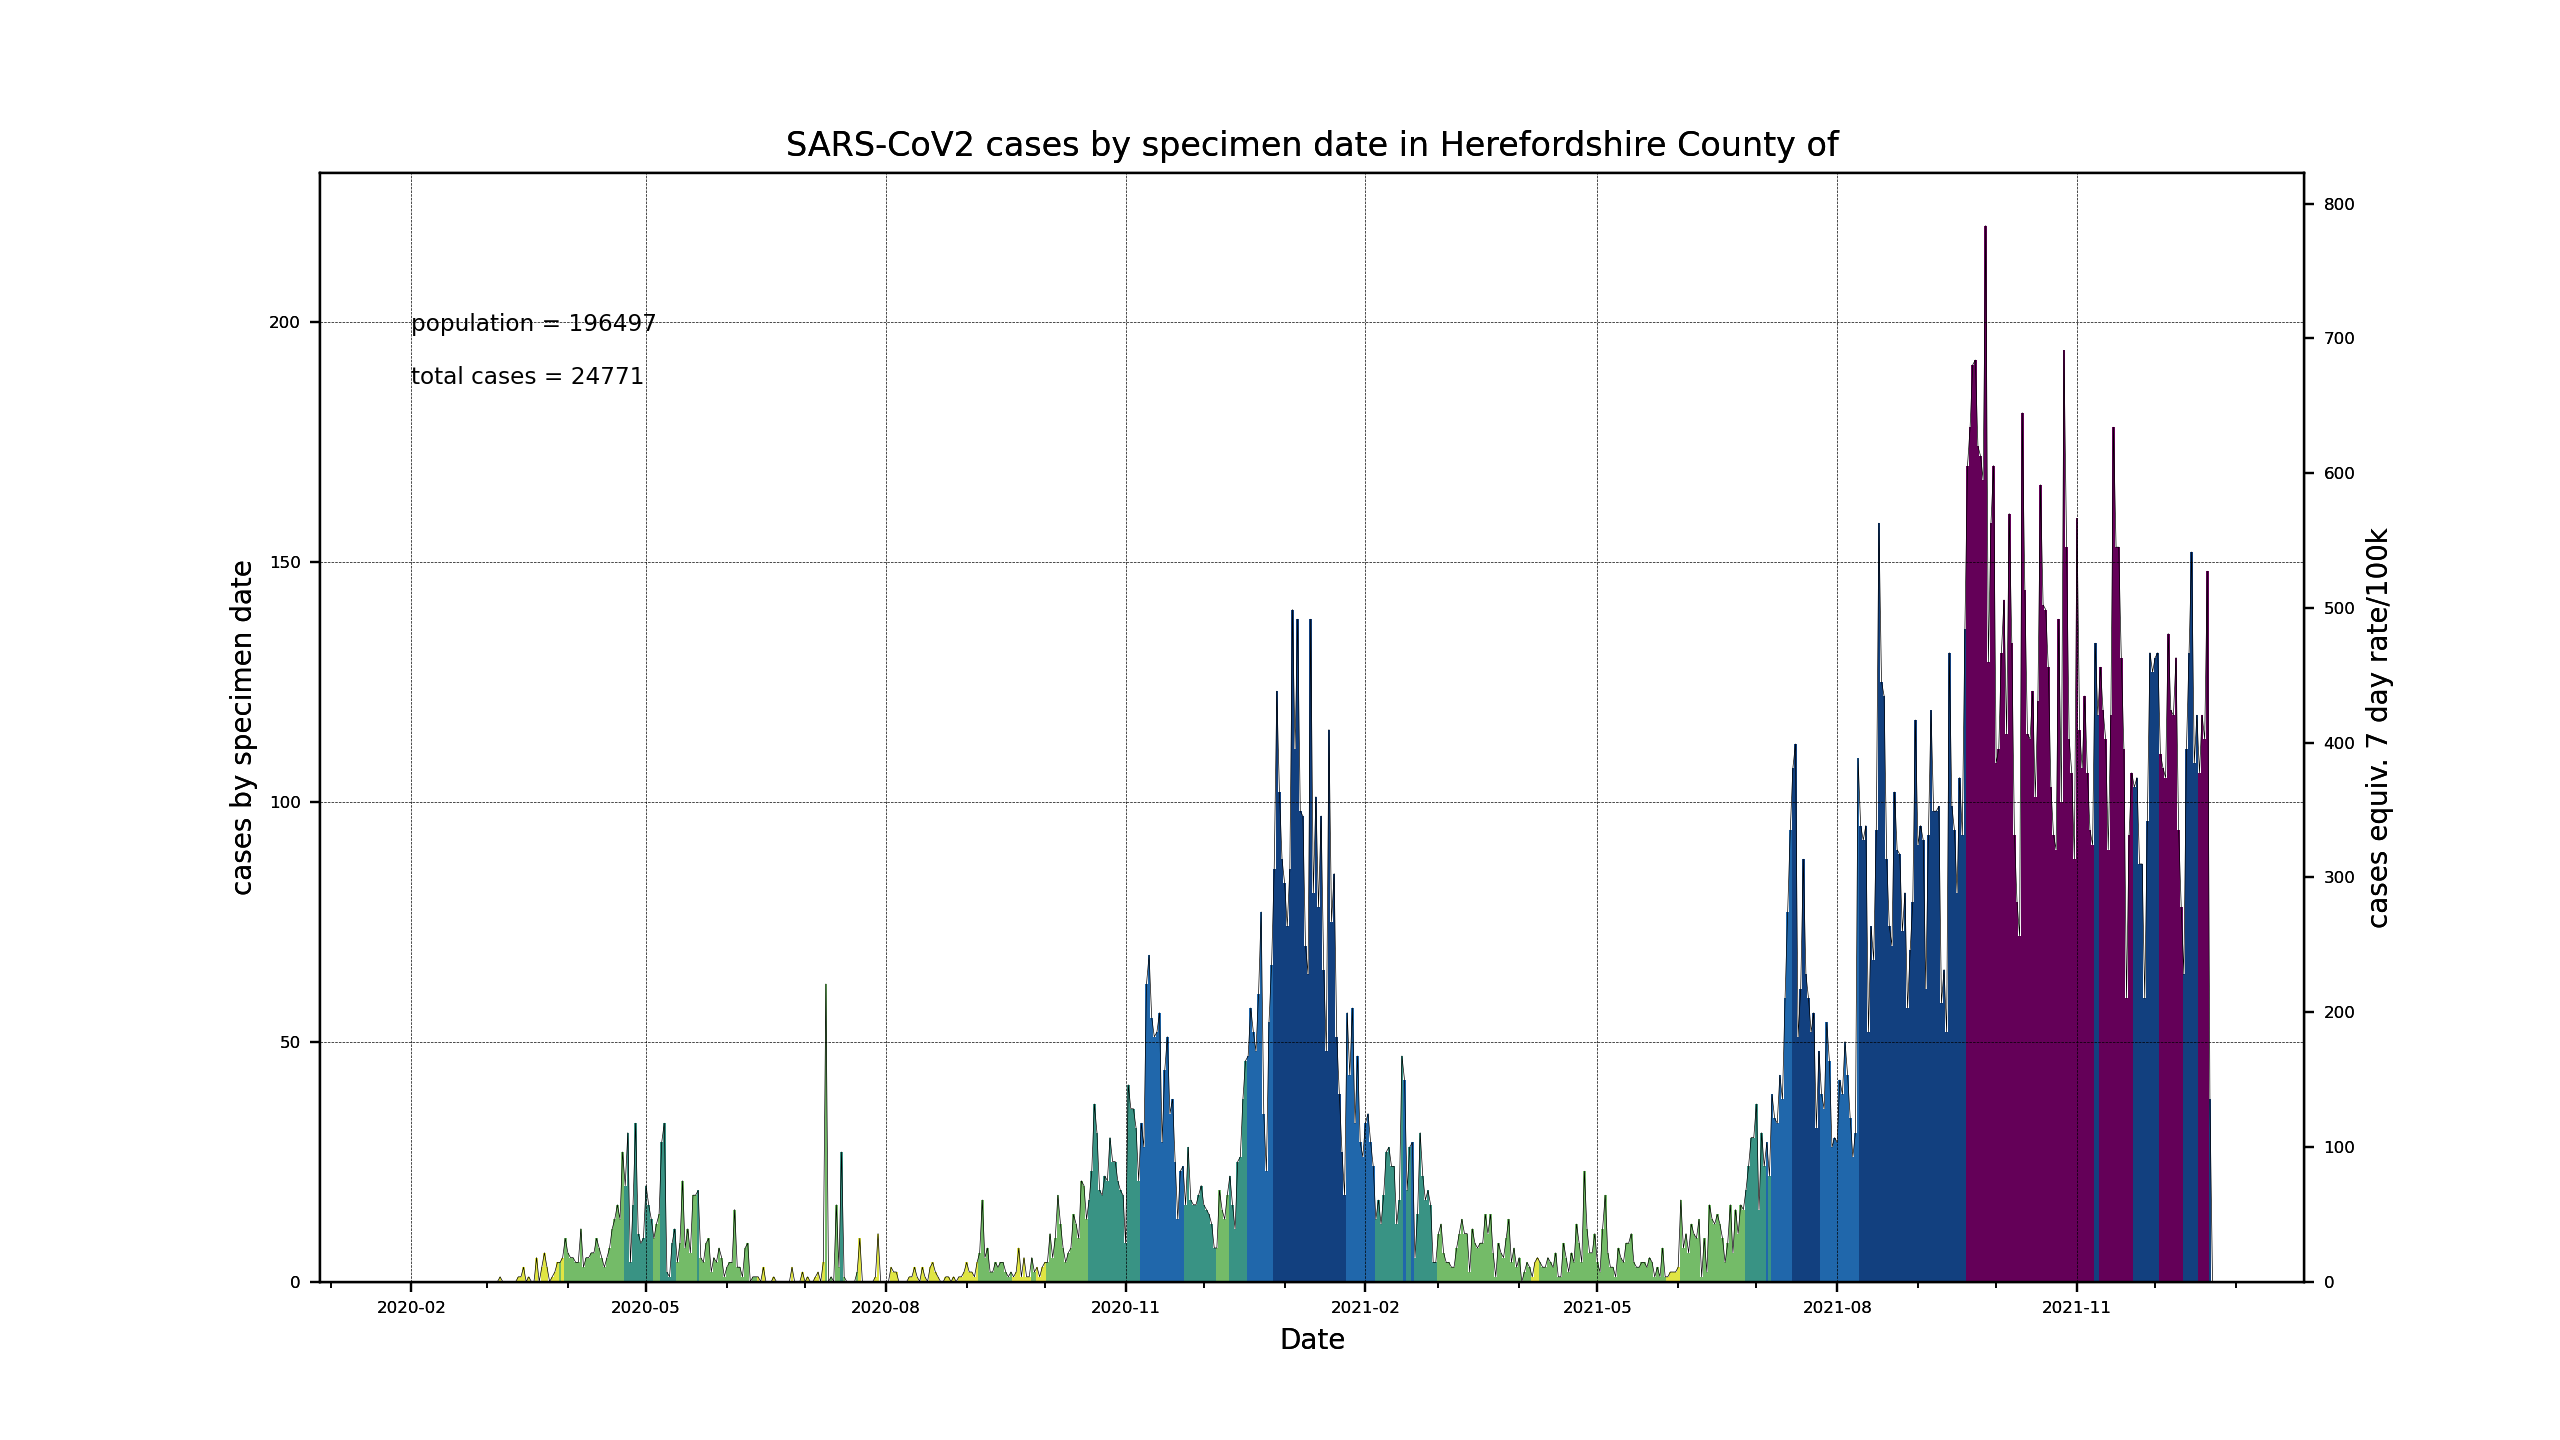 SARS-CoV2 cases by specimen date in Herefordshire County of
population = 196497
total cases = 24771
cases by specimen date
200
150
100
50
0
800
700
600
500
400
300
200
100
0
cases equiv. 7 day rate/100k
2020-02 2020-05 2020-08 2020-11 2021-02 2021-05 2021-08 2021-11
Date